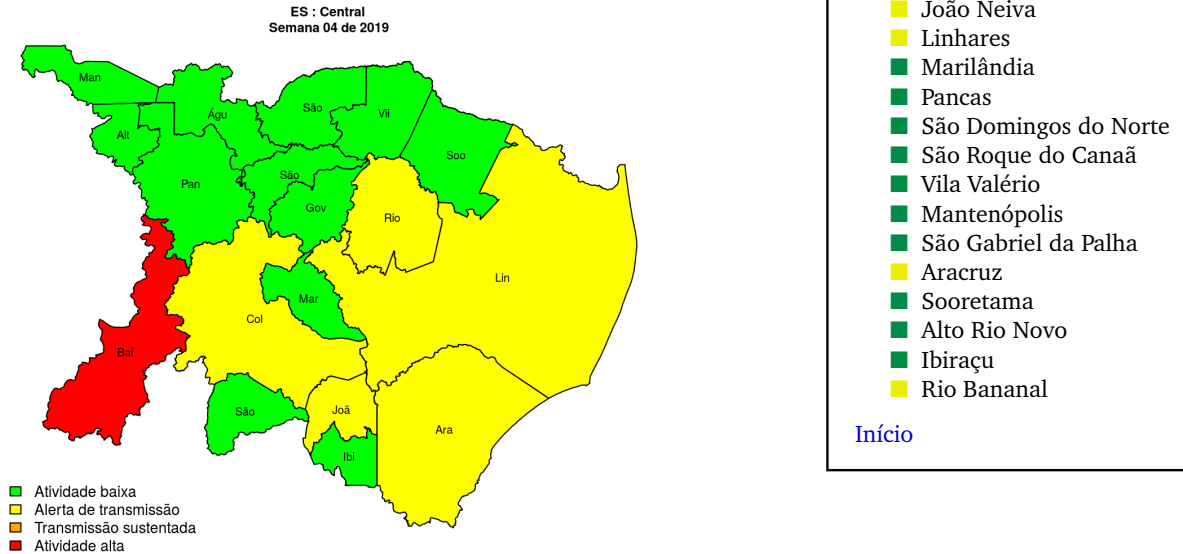 ES : Central
Semana 04 de 2019
Man
Águ
São
Vil
Alt
Soo
Pan
São
Gov
Rio
Lin
Mar
Col
Bai
São
Joã
Ara
Ibi
Atividade baixa
Alerta de transmissão
Transmissão sustentada
Atividade alta
João Neiva
Linhares
Marilândia
Pancas
São Domingos do Norte
São Roque do Canaã
Vila Valério
Mantenópolis
São Gabriel da Palha
Aracruz
Sooretama
Alto Rio Novo
Ibiraçu
Rio Bananal
Início